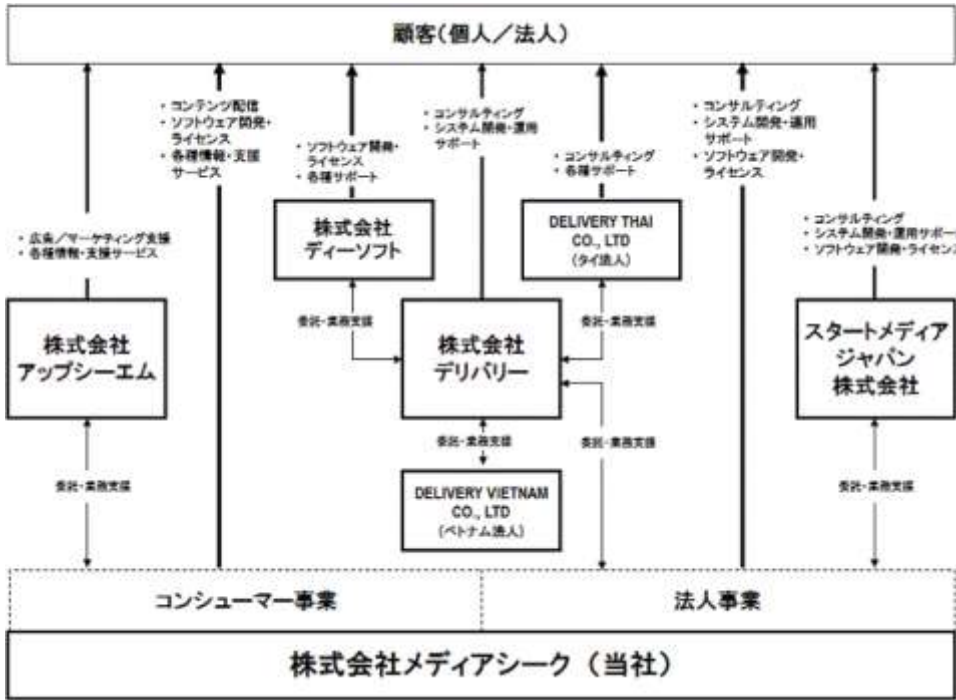 顧客(個人／法人)
・コンテンツ配信
・ソフトウェア開発・
ライセンス
・各種情報・支援
サービス
・ソフトウェア開発・
ライセンス
・各種サポート
・コンサルティング
・システム開発・運用
サポート
・コンサルティング
・各種サポート
・コンサルティング
・システム開発・運用
サポート
・ソフトウェア開発・
ライセンス
・広告／マーケティング支援
・各種情報・支援サービス
株式会社
ディーソフト
DELIVERY THAI
CO., LTD
(タイ法人)
・コンサルティング
・システム開発・運用サポート
・ソフトウェア開発・ライセンス
委託・業務支援
委託・業務支援
株式会社
アップシーエム
株式会社
デリバリー
スタートメディア
ジャパン
株式会社
委託・業務支援
委託・業務支援
委託・業務支援
委託・業務支援
DELIVERY VIETNAM
CO., LTD
(ベトナム法人)
コンシューマー事業
法人事業
株式会社メディアシーク（当社）